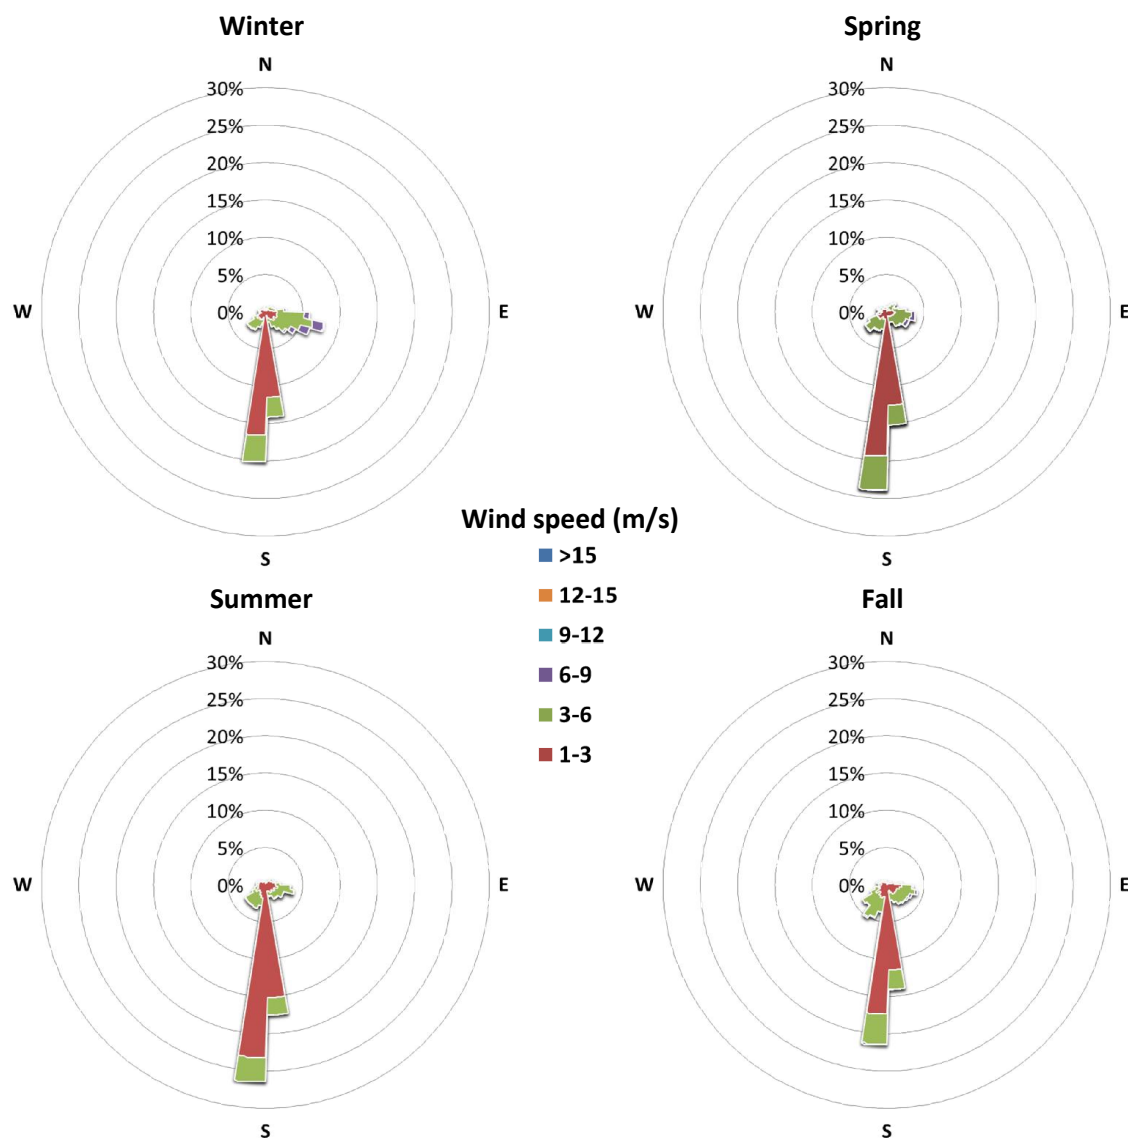 Winter
N
30%
25%
20%
15%
10%
5%
0%
W
E
S
Spring
N
30%
25%
20%
15%
10%
5%
0%
W
E
S
Wind speed (m/s)
>15
12-15
9-12
6-9
3-6
1-3
Summer
N
30%
25%
20%
15%
10%
5%
0%
W
E
S
Fall
N
30%
25%
20%
15%
10%
5%
0%
W
E
S